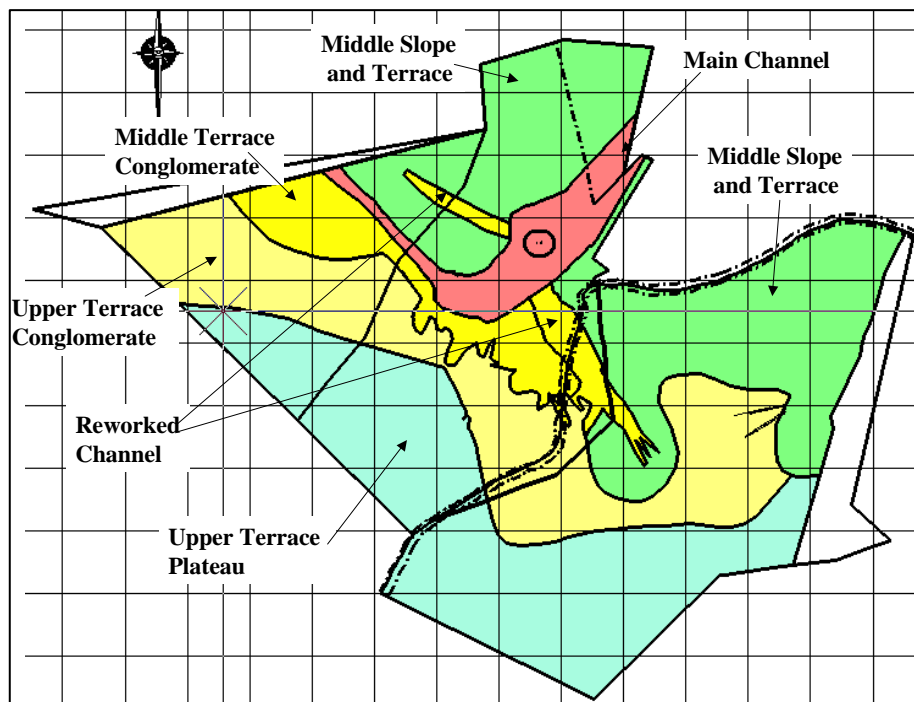 Middle Slope
and Terrace
Main Channel
Middle Terrace
Conglomerate
Middle Slope
and Terrace
Upper Terrace
Conglomerate
Reworked
Channel
Upper Terrace
Plateau